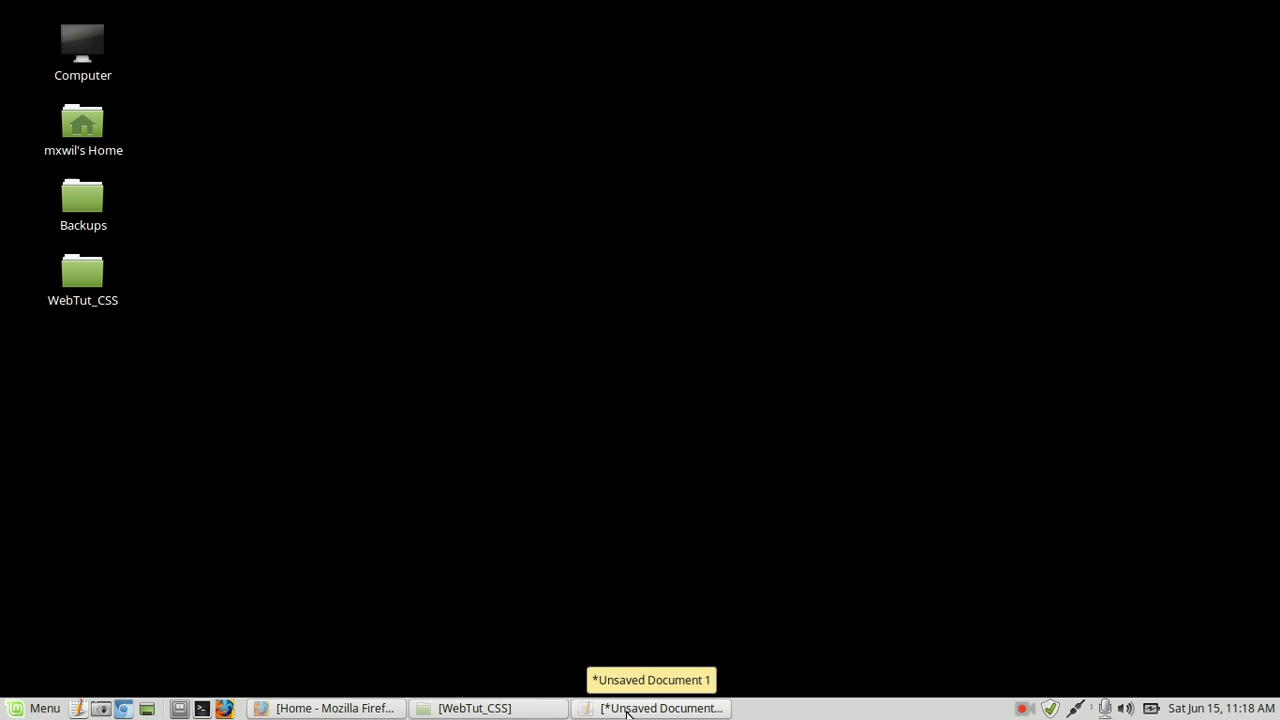 Computer
mxwil's Home
Backups
WebTut_CSS
*Unsaved Document 1
Menu
[Home - Mozilla Firef...
[WebTut_CSS]
[*Unsaved Document...
Sat Jun 15, 11:18 AM